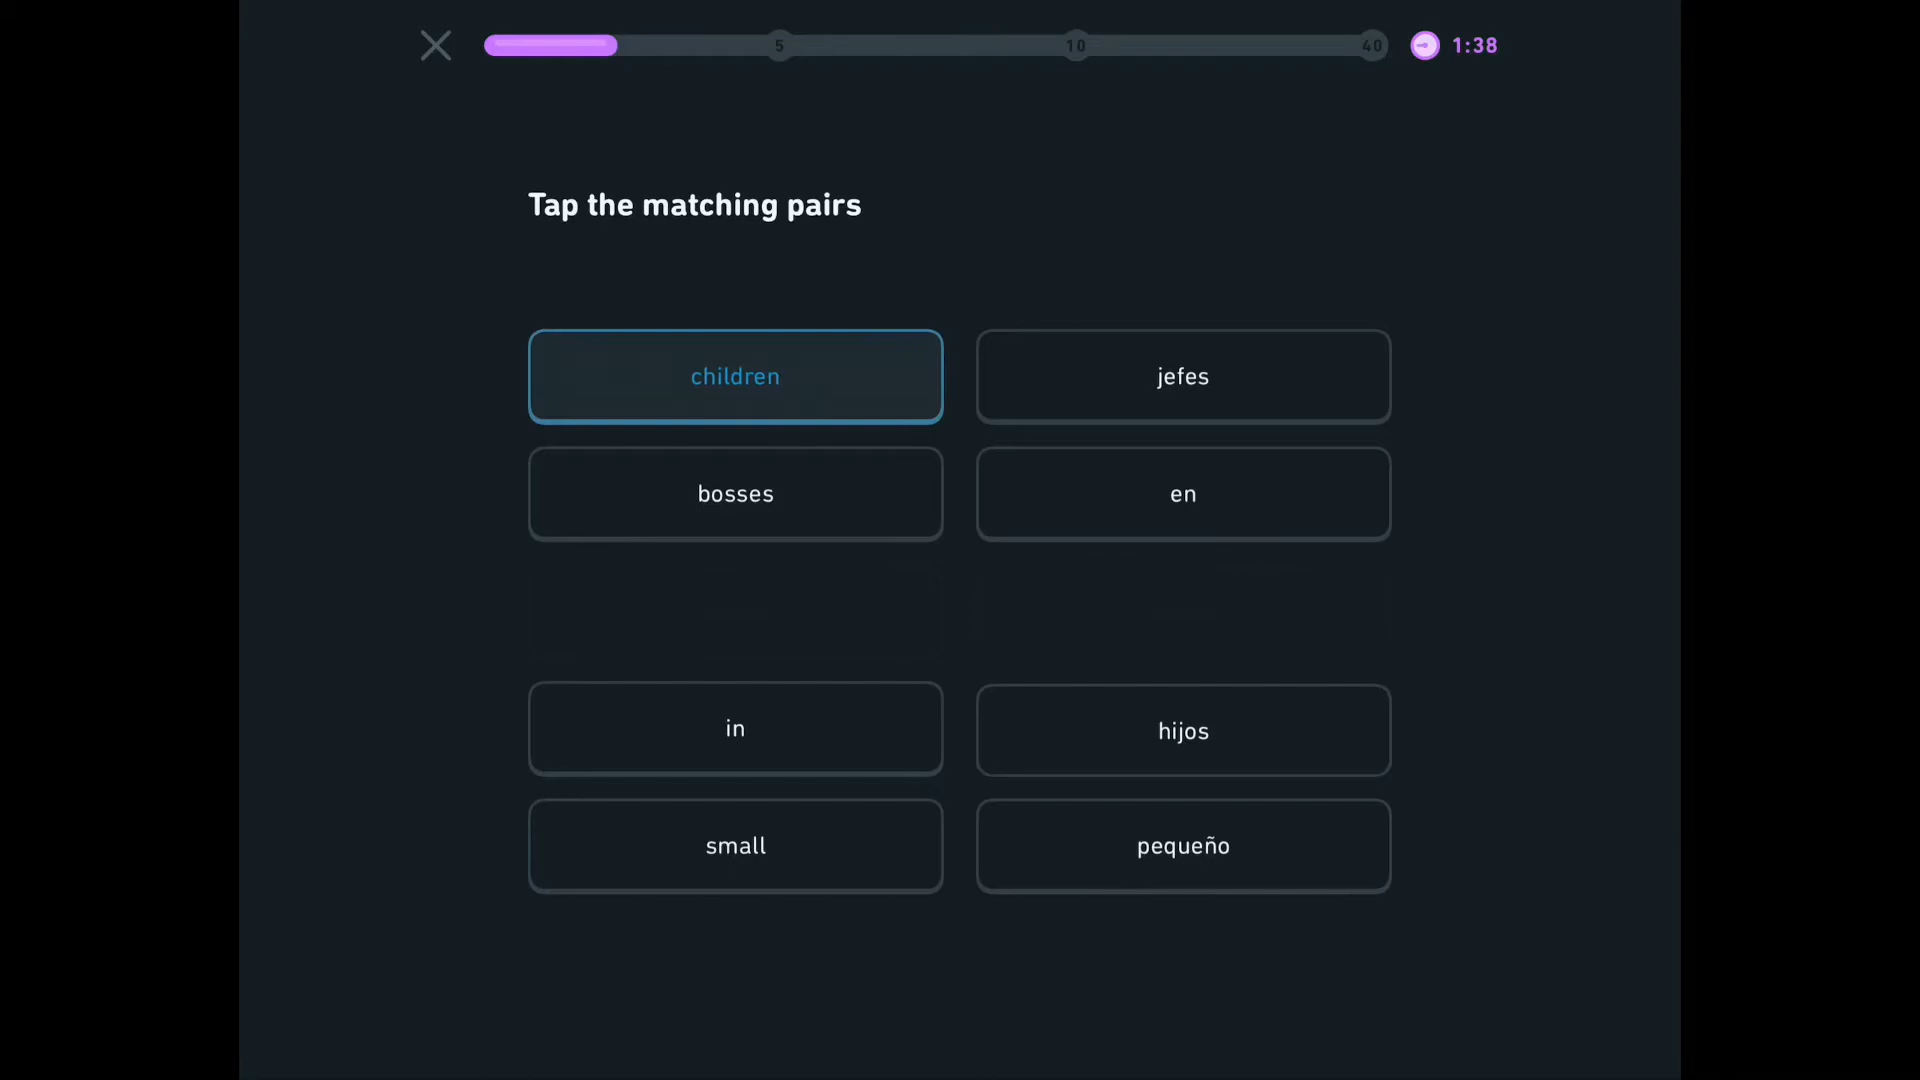 5 10 40 1:38
Tap the matching pairs
children jefes
bosses en
in hijos
small pequeño